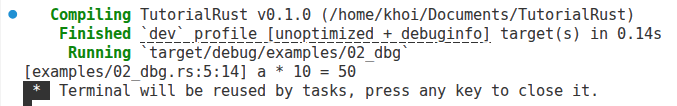 Compiling TutorialRust v0.1.0 (/home/khoi/Documents/TutorialRust)
Finished `dev` profile [unoptimized + debuginfo] target(s) in 0.14s
Running `target/debug/examples/02_dbg`
[examples/02_dbg.rs:5:14] a * 10 = 50
* Terminal will be reused by tasks, press any key to close it.